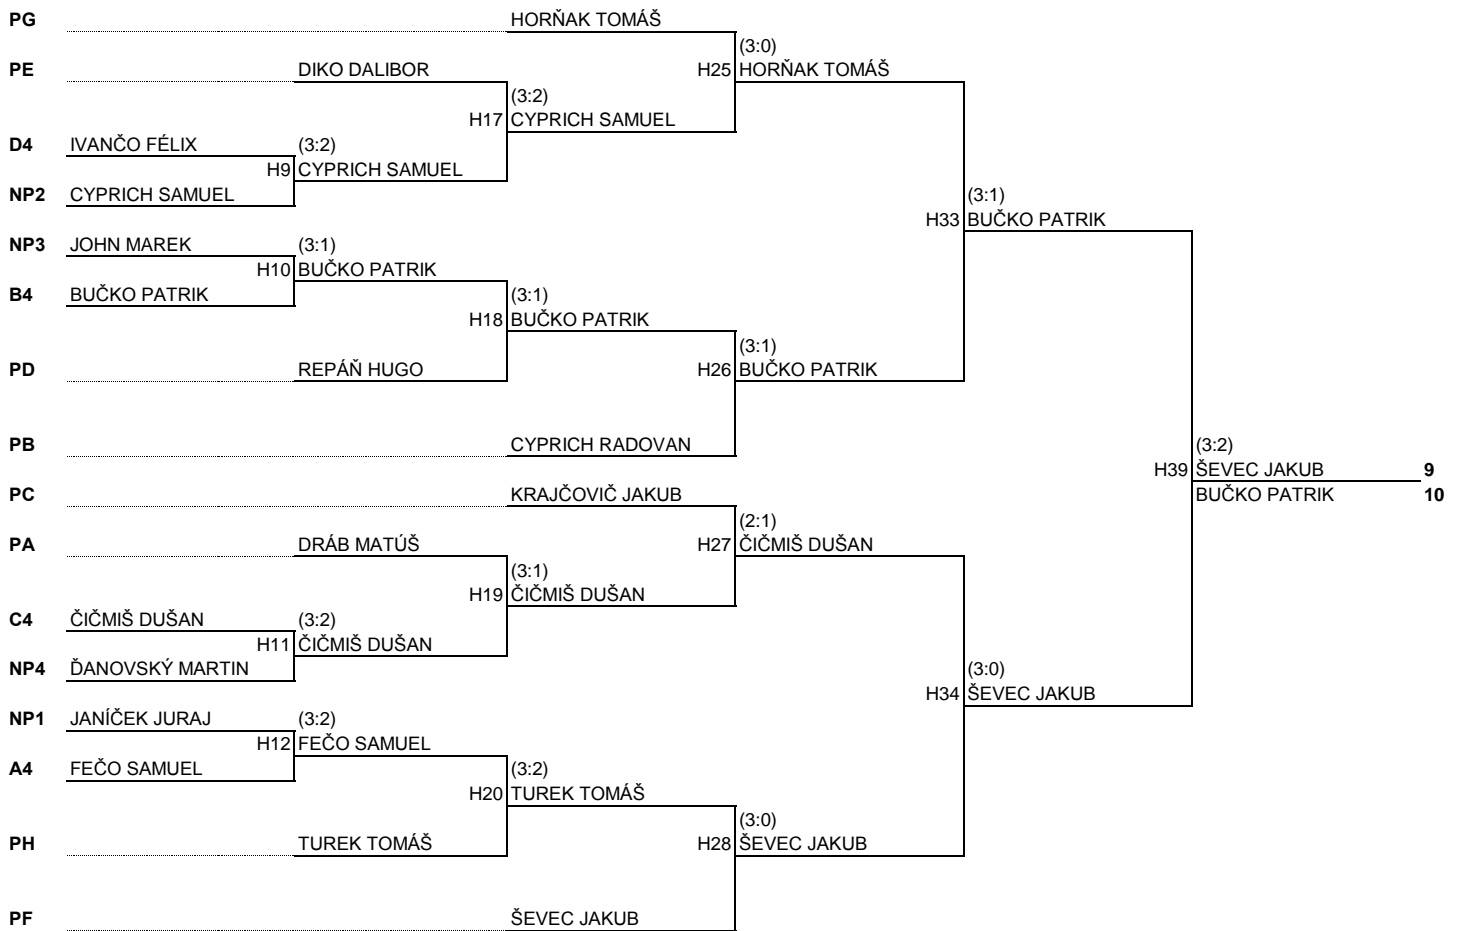 PG HORŇAK TOMÁŠ
(3:0)
PE DIKO DALIBOR H25 HORŇAK TOMÁŠ
(3:2)
H17 CYPRICH SAMUEL
D4 IVANČO FÉLIX (3:2)
H9 CYPRICH SAMUEL
NP2 CYPRICH SAMUEL (3:1)
H33 BUČKO PATRIK
NP3 JOHN MAREK (3:1)
H10 BUČKO PATRIK
B4 BUČKO PATRIK (3:1)
H18 BUČKO PATRIK
(3:1)
PD REPÁŇ HUGO H26 BUČKO PATRIK
PB CYPRICH RADOVAN (3:2)
H39 ŠEVEC JAKUB 9
PC KRAJČOVIČ JAKUB BUČKO PATRIK 10
(2:1)
PA DRÁB MATÚŠ H27 ČIČMIŠ DUŠAN
(3:1)
H19 ČIČMIŠ DUŠAN
C4 ČIČMIŠ DUŠAN (3:2)
H11 ČIČMIŠ DUŠAN
NP4 ĎANOVSKÝ MARTIN (3:0)
H34 ŠEVEC JAKUB
NP1 JANÍČEK JURAJ (3:2)
H12 FEČO SAMUEL
A4 FEČO SAMUEL (3:2)
H20 TUREK TOMÁŠ
(3:0)
PH TUREK TOMÁŠ H28 ŠEVEC JAKUB
PF ŠEVEC JAKUB